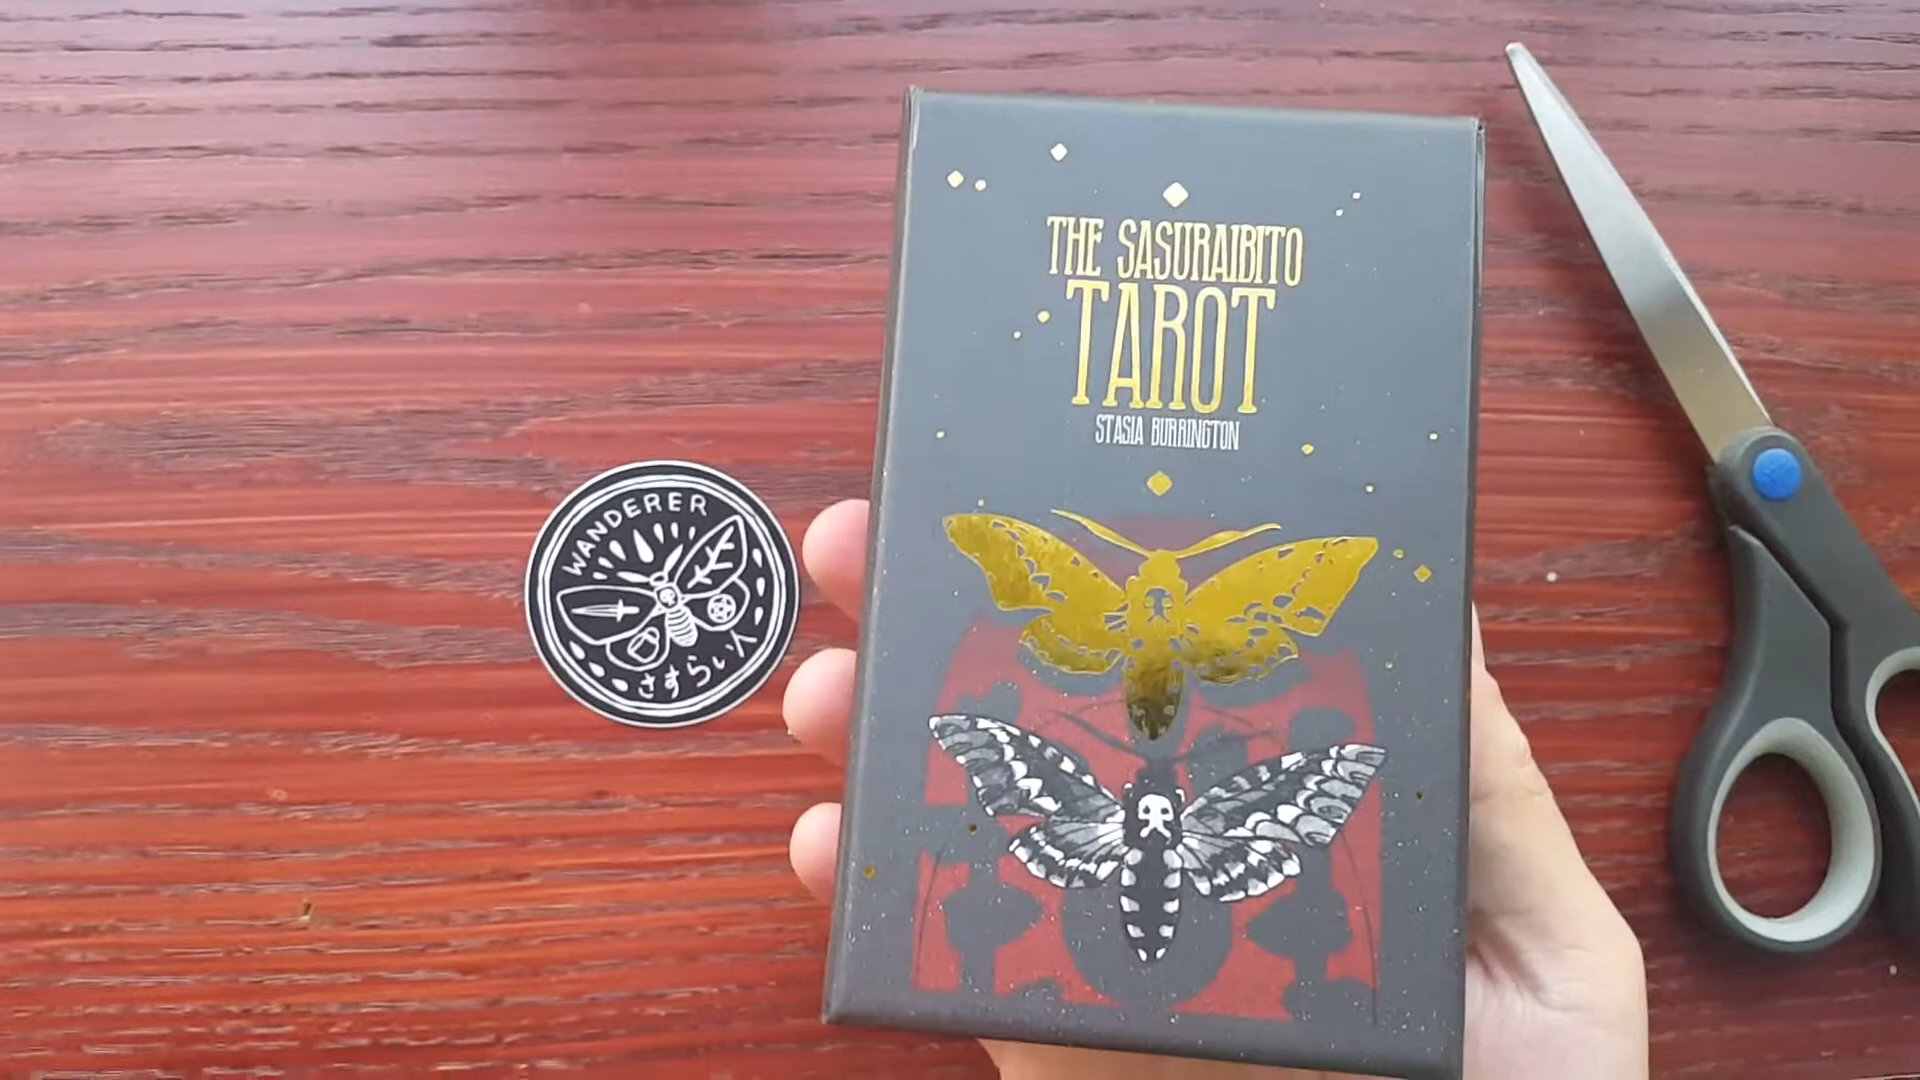 THE SASURAIBITO
TAROT
STASIA BURRINGTON
WANDERER
さすらい人